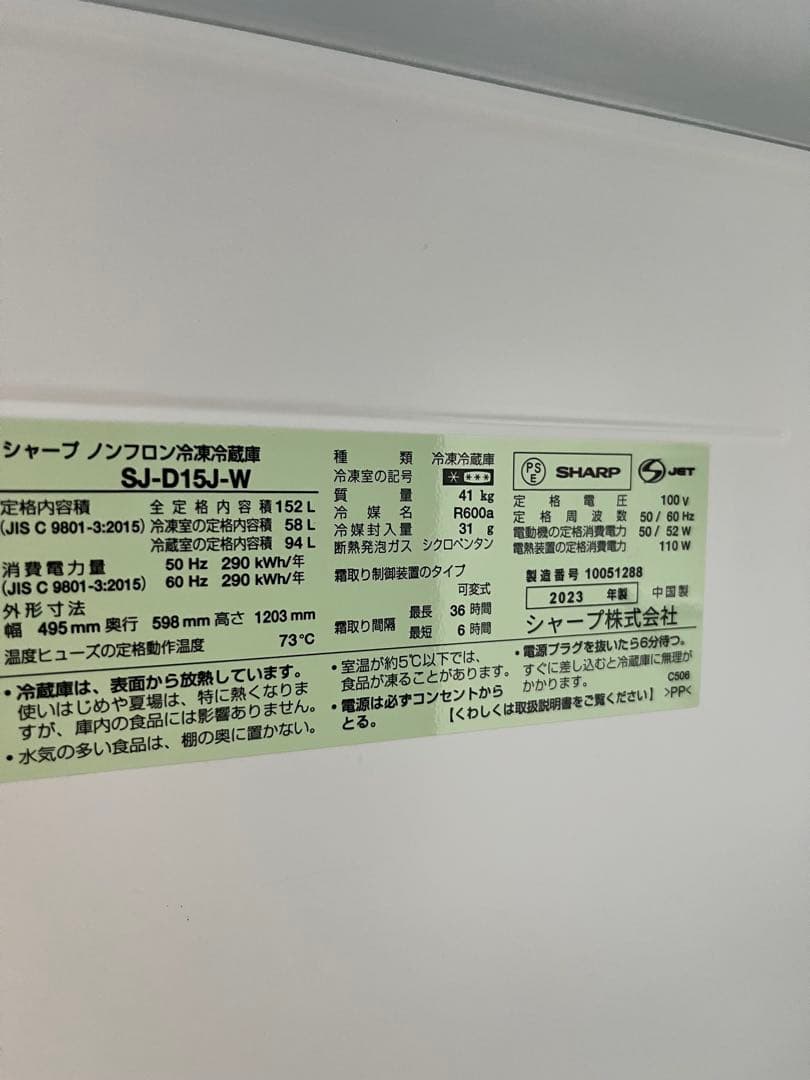 シャープ ノンフロン冷凍冷蔵庫
SJ-D15J-W
定格内容積 全定格内容積 152 L
(JIS C 9801-3:2015) 冷凍室の定格内容積 58 L
冷蔵室の定格内容積 94 L
消費電力量 50 Hz 290 kWh/年
(JIS C 9801-3:2015) 60 Hz 290 kWh/年
外形寸法
幅 495 mm 奥行 598 mm 高さ 1203 mm
温度ヒューズの定格動作温度 73℃
種類 冷凍冷蔵庫
冷凍室の記号
質量 41 kg
冷媒名 R600a
冷媒封入量 31 g
断熱発泡ガス シクロペンタン
霜取り制御装置のタイプ
可変式
霜取り間隔 最長 36 時間
最短 6 時間
PSE SHARP JET
定格電圧 100 V
定格周波数 50 / 60 Hz
電動機の定格消費電力 50 / 52 W
電熱装置の定格消費電力 110 W
製造番号 10051288
2023 年製 中国製
シャープ株式会社
・冷蔵庫は、表面から放熱しています。
使いはじめや夏場は、特に熱くなりま
すが、庫内の食品には影響ありません。
・水気の多い食品は、棚の奥に置かない。
・室温が約5℃以下では、
食品が凍ることがあります。
・電源は必ずコンセントから
とる。
・電源プラグを抜いたら6分待つ。
すぐに差し込むと冷蔵庫に無理が
かかります。
C506
【くわしくは取扱説明書をご覧ください】 >PP<